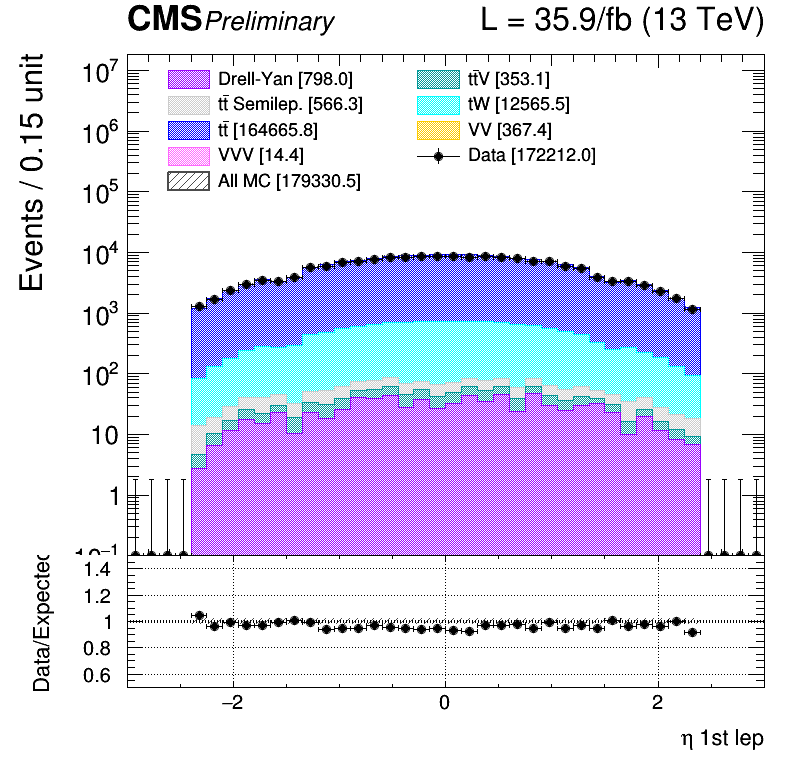 CMS Preliminary L = 35.9/fb (13 TeV)
Events / 0.15 unit
10⁷
10⁶
10⁵
10⁴
10³
10²
10
1
10⁻¹
Drell-Yan [798.0]
tt̄ Semilep. [566.3]
tt̄ [164665.8]
VVV [14.4]
All MC [179330.5]
tt̄V [353.1]
tW [12565.5]
VV [367.4]
Data [172212.0]
Data/Expected
1.4
1.2
1
0.8
0.6
−2 0 2
η 1st lep